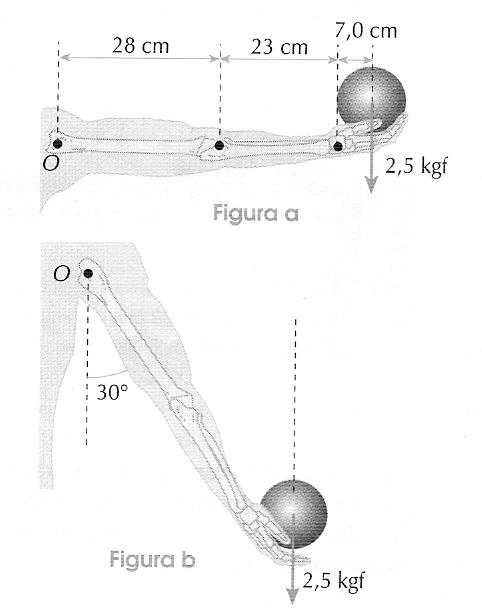 7,0 cm
28 cm 23 cm
O
2,5 kgf
Figura a
O
30°
Figura b
2,5 kgf